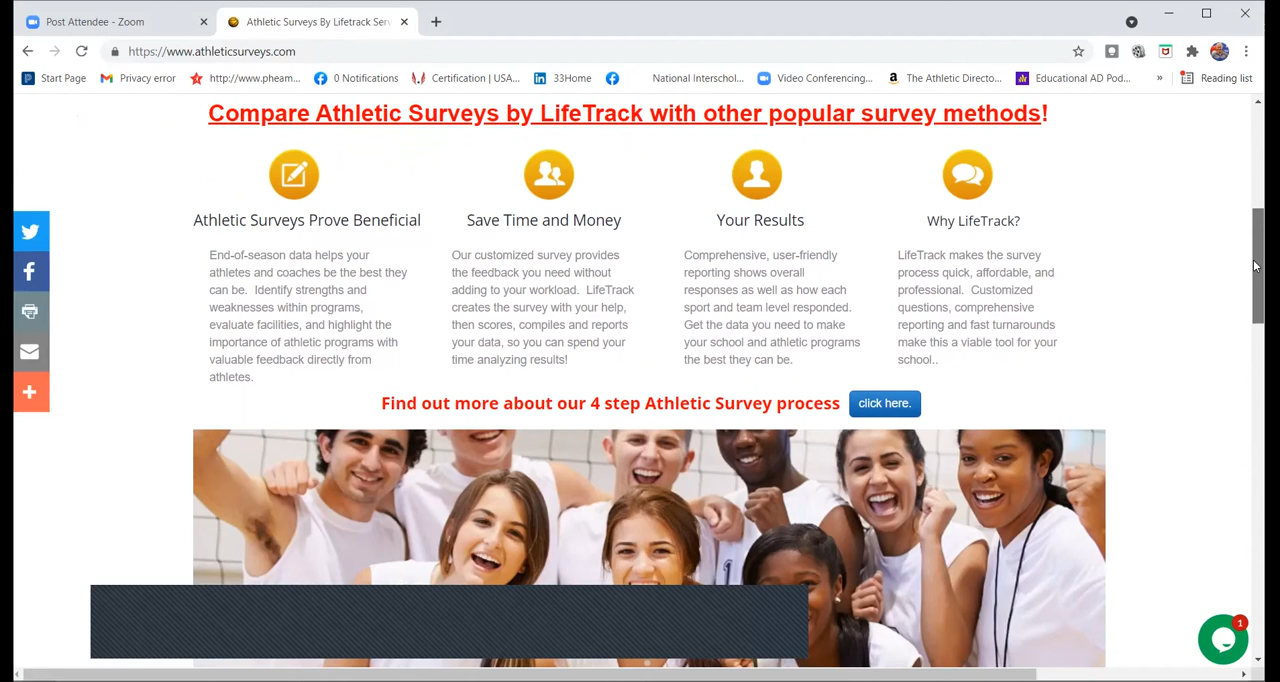 Post Attendee - Zoom
Athletic Surveys By Lifetrack Serv
https://www.athleticsurveys.com
Start Page
Privacy error
http://www.pheam...
0 Notifications
Certification | USA...
33Home
National Interschol...
Video Conferencing...
The Athletic Directo...
Educational AD Pod...
»
Reading list
Compare Athletic Surveys by LifeTrack with other popular survey methods!
Athletic Surveys Prove Beneficial
End-of-season data helps your
athletes and coaches be the best they
can be. Identify strengths and
weaknesses within programs,
evaluate facilities, and highlight the
importance of athletic programs with
valuable feedback directly from
athletes.
Save Time and Money
Our customized survey provides
the feedback you need without
adding to your workload. LifeTrack
creates the survey with your help,
then scores, compiles and reports
your data, so you can spend your
time analyzing results!
Your Results
Comprehensive, user-friendly
reporting shows overall
responses as well as how each
sport and team level responded.
Get the data you need to make
your school and athletic programs
the best they can be.
Why LifeTrack?
LifeTrack makes the survey
process quick, affordable, and
professional. Customized
questions, comprehensive
reporting and fast turnarounds
make this a viable tool for your
school..
Find out more about our 4 step Athletic Survey process
click here.
1